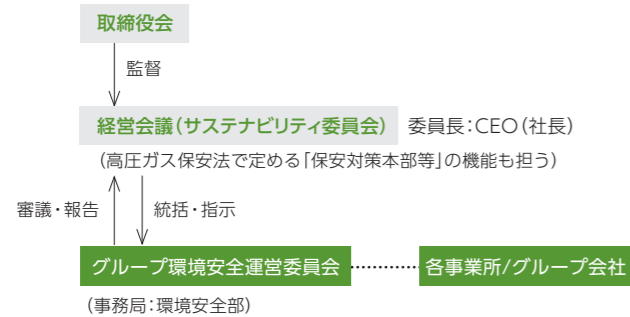 取締役会
監督
経営会議(サステナビリティ委員会) 委員長:CEO(社長)
(高圧ガス保安法で定める「保安対策本部等」の機能も担う)
審議・報告 統括・指示
グループ環境安全運営委員会 各事業所/グループ会社
(事務局:環境安全部)